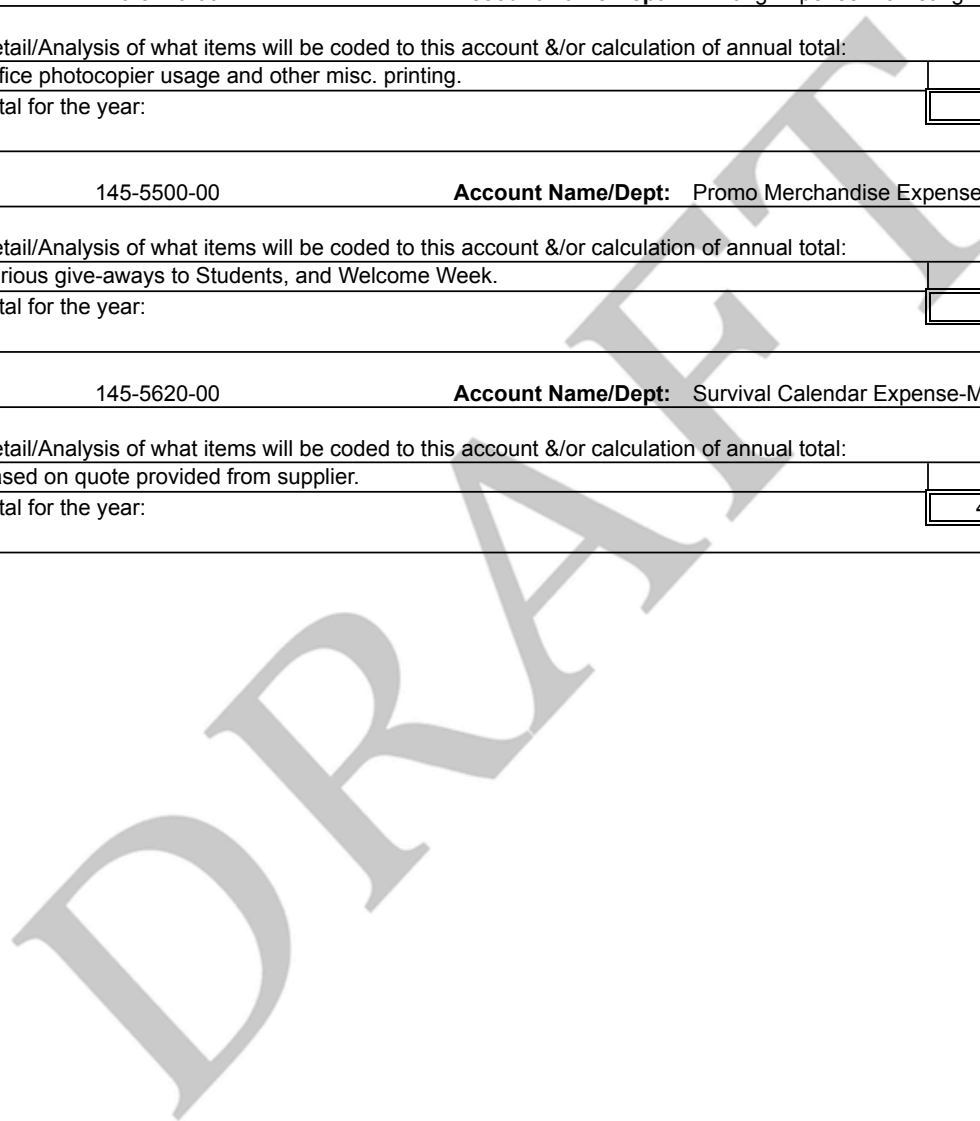 etail/Analysis of what items will be coded to this account &/or calculation of annual total:
fice photocopier usage and other misc. printing.
tal for the year:
145-5500-00 Account Name/Dept: Promo Merchandise Expense
etail/Analysis of what items will be coded to this account &/or calculation of annual total:
rious give-aways to Students, and Welcome Week.
tal for the year:
145-5620-00 Account Name/Dept: Survival Calendar Expense-M
etail/Analysis of what items will be coded to this account &/or calculation of annual total:
ased on quote provided from supplier.
tal for the year: 4
DRAFT